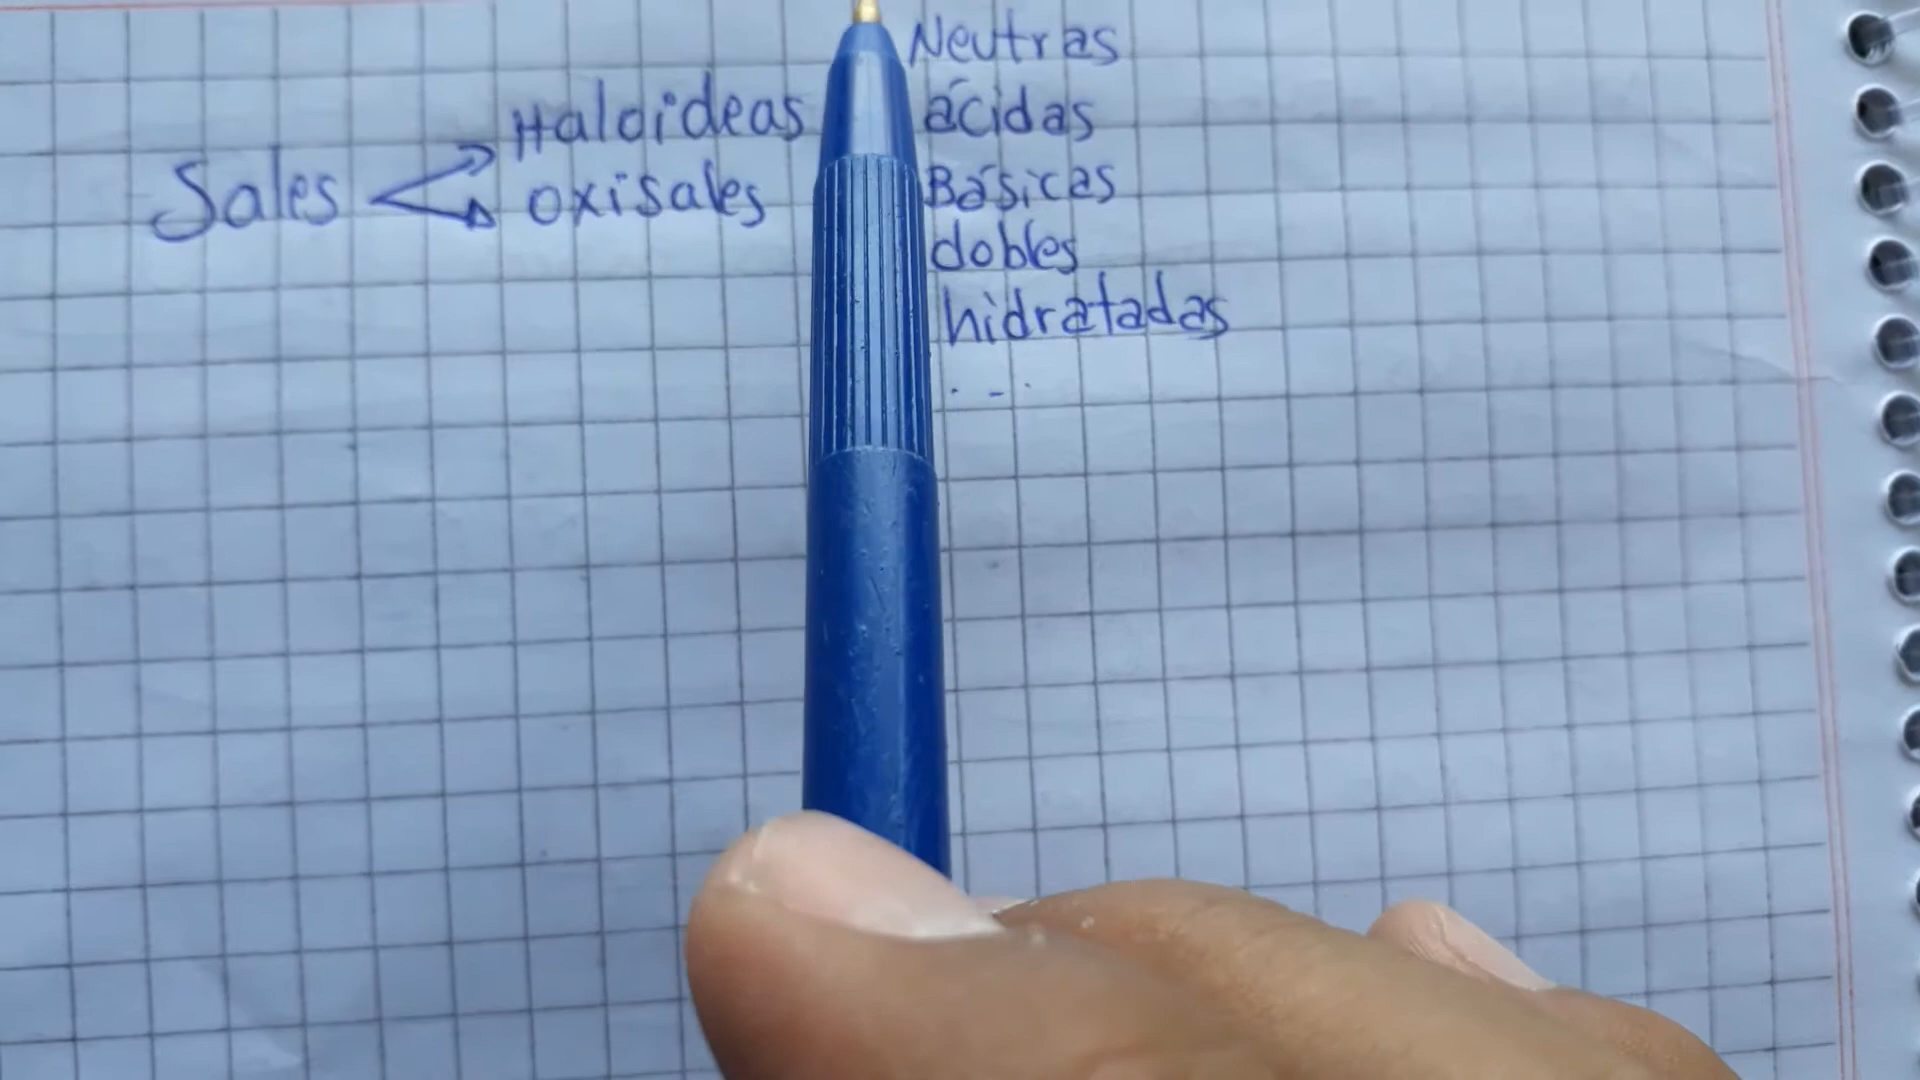 Sales
Haloideas
oxisales
Neutras
ácidas
Básicas
dobles
hidratadas
. - .